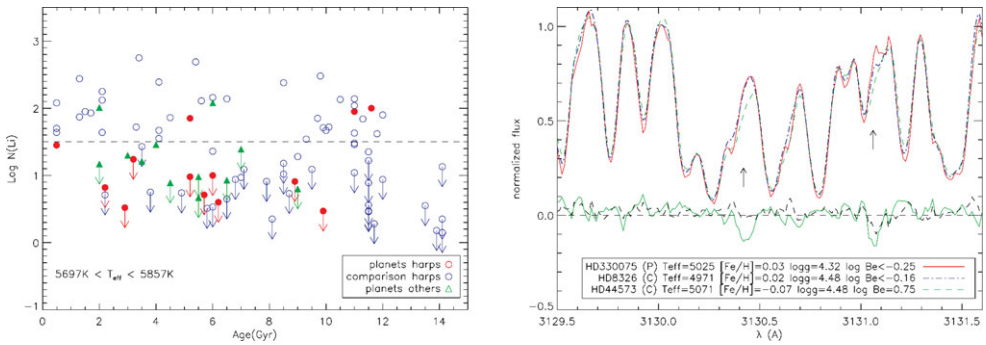 Log N(Li)
3
2
1
0
-1
5697K < Teff < 5857K
planets harps
comparison harps
planets others
0 2 4 6 8 10 12 14
Age(Gyr)
normalized flux
1.0
0.5
0.0
-0.5
HD330075 (P) Teff=5025 [Fe/H]=0.03 logg=4.32 log Be<-0.25
HD8326 (C) Teff=4971 [Fe/H]=0.02 logg=4.48 log Be<-0.16
HD44573 (C) Teff=5071 [Fe/H]=-0.07 logg=4.48 log Be=0.75
3129.5 3130.0 3130.5 3131.0 3131.5
λ (A)